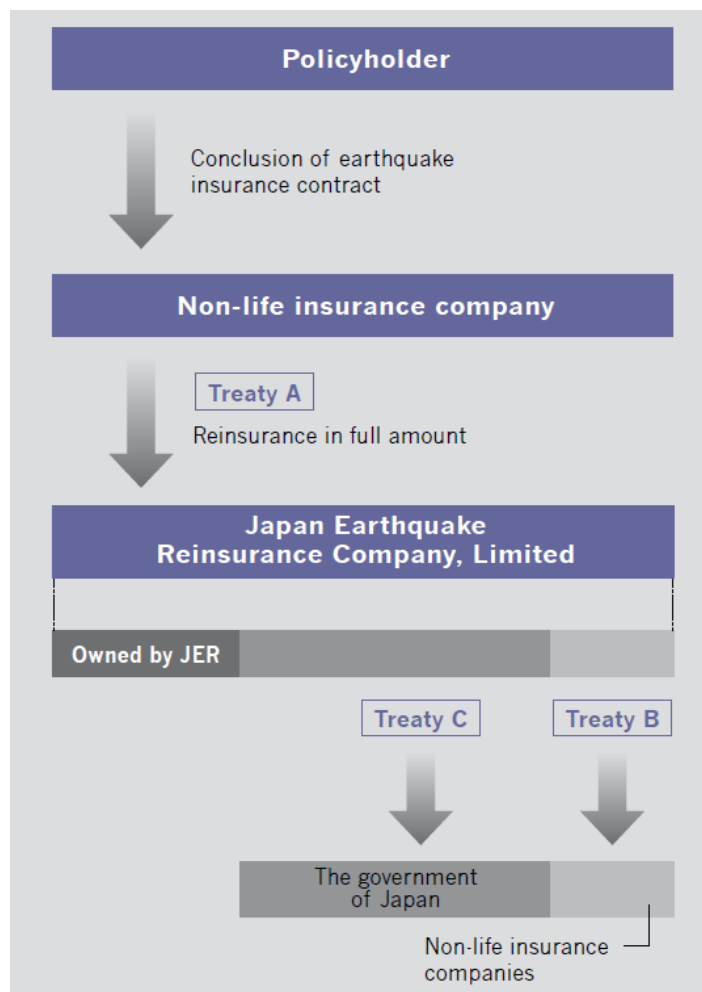 Policyholder
Conclusion of earthquake
insurance contract
Non-life insurance company
Treaty A
Reinsurance in full amount
Japan Earthquake
Reinsurance Company, Limited
Owned by JER
Treaty C
Treaty B
The government
of Japan
Non-life insurance
companies